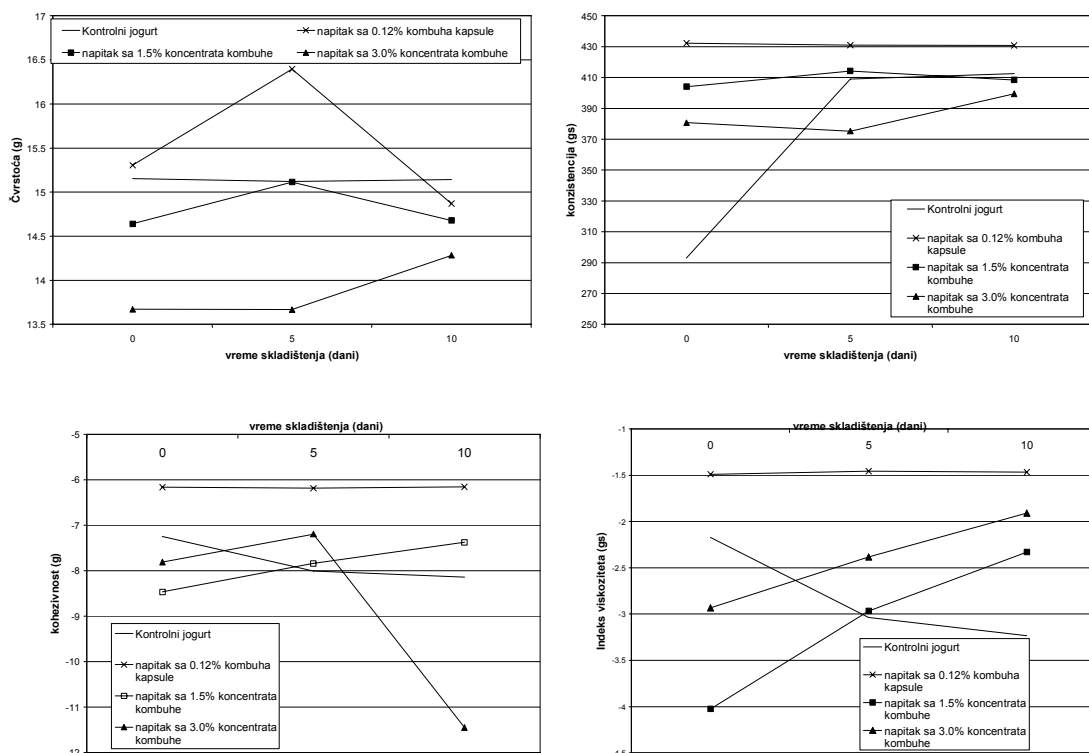 17
16.5
16
15.5
15
14.5
14
13.5
Čvrstoća (g)
Kontrolni jogurt
napitak sa 0.12% kombuha kapsule
napitak sa 1.5% koncentrata kombuhe
napitak sa 3.0% koncentrata kombuhe
0 5 10
vreme skladištenja (dani)
450
430
410
390
370
350
330
310
290
270
250
konzistencija (gs)
Kontrolni jogurt
napitak sa 0.12% kombuha
kapsule
napitak sa 1.5% koncentrata
kombuhe
napitak sa 3.0% koncentrata
kombuhe
0 5 10
vreme skladištenja (dani)
vreme skladištenja (dani)
0 5 10
-5
-6
-7
-8
-9
-10
-11
-12
kohezivnost (g)
Kontrolni jogurt
napitak sa 0.12% kombuha
kapsule
napitak sa 1.5% koncentrata
kombuhe
napitak sa 3.0% koncentrata
kombuhe
vreme skladištenja (dani)
0 5 10
-1
-1.5
-2
-2.5
-3
-3.5
-4
-4.5
Indeks viskoziteta (gs)
Kontrolni jogurt
napitak sa 0.12% kombuha
kapsule
napitak sa 1.5% koncentrata
kombuhe
napitak sa 3.0% koncentrata
kombuhe